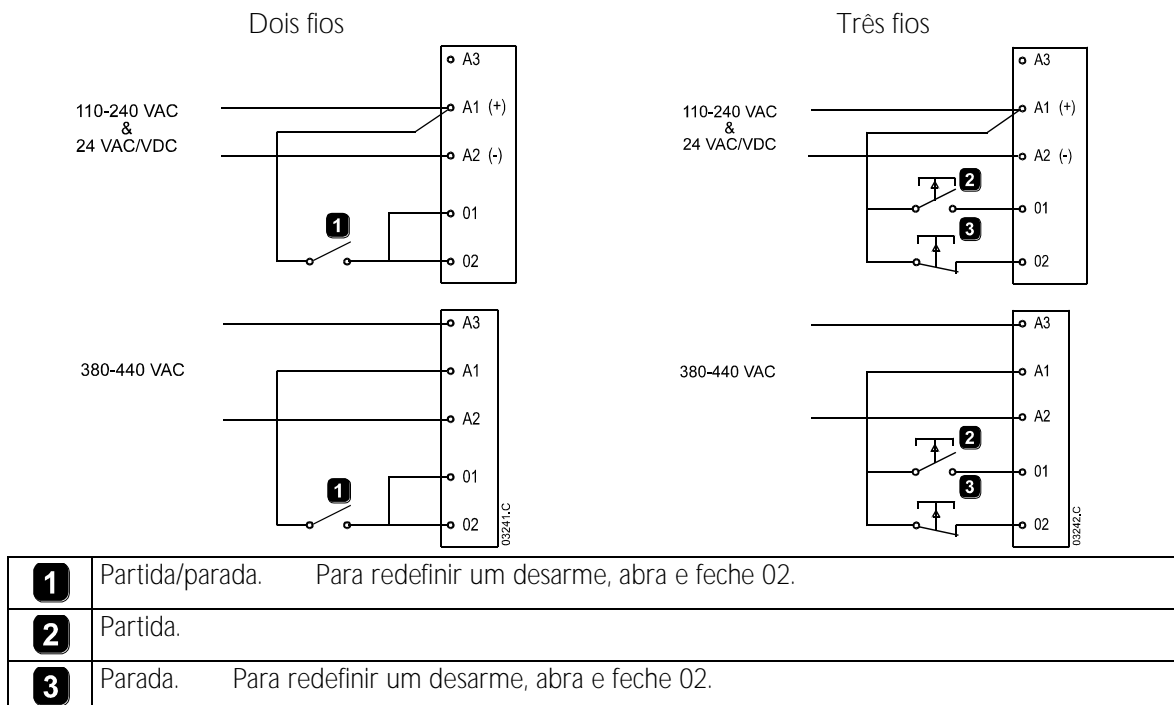 Dois fios
A3
110-240 VAC
&
24 VAC/VDC
A1 (+)
A2 (-)
1
01
02
Três fios
A3
110-240 VAC
&
24 VAC/VDC
A1 (+)
A2 (-)
2
01
3
02
A3
380-440 VAC
A1
A2
1
01
02
03241.C
A3
380-440 VAC
A1
A2
2
01
3
02
03242.C
1 Partida/parada. Para redefinir um desarme, abra e feche 02.
2 Partida.
3 Parada. Para redefinir um desarme, abra e feche 02.